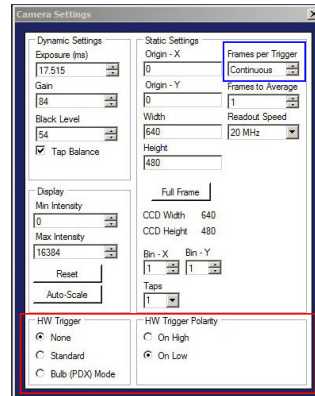 Camera Settings
Dynamic Settings
Exposure (ms)
17.515
Gain
84
Black Level
54
Tap Balance
Static Settings
Origin - X
0
Origin - Y
0
Width
640
Height
480
Frames per Trigger
Continuous
Frames to Average
1
Readout Speed
20 MHz
Full Frame
CCD Width 640
CCD Height 480
Bin - X Bin - Y
1 1
Taps
1
Display
Min Intensity
0
Max Intensity
16384
Reset
Auto-Scale
HW Trigger
None
Standard
Bulb (PDX) Mode
HW Trigger Polarity
On High
On Low